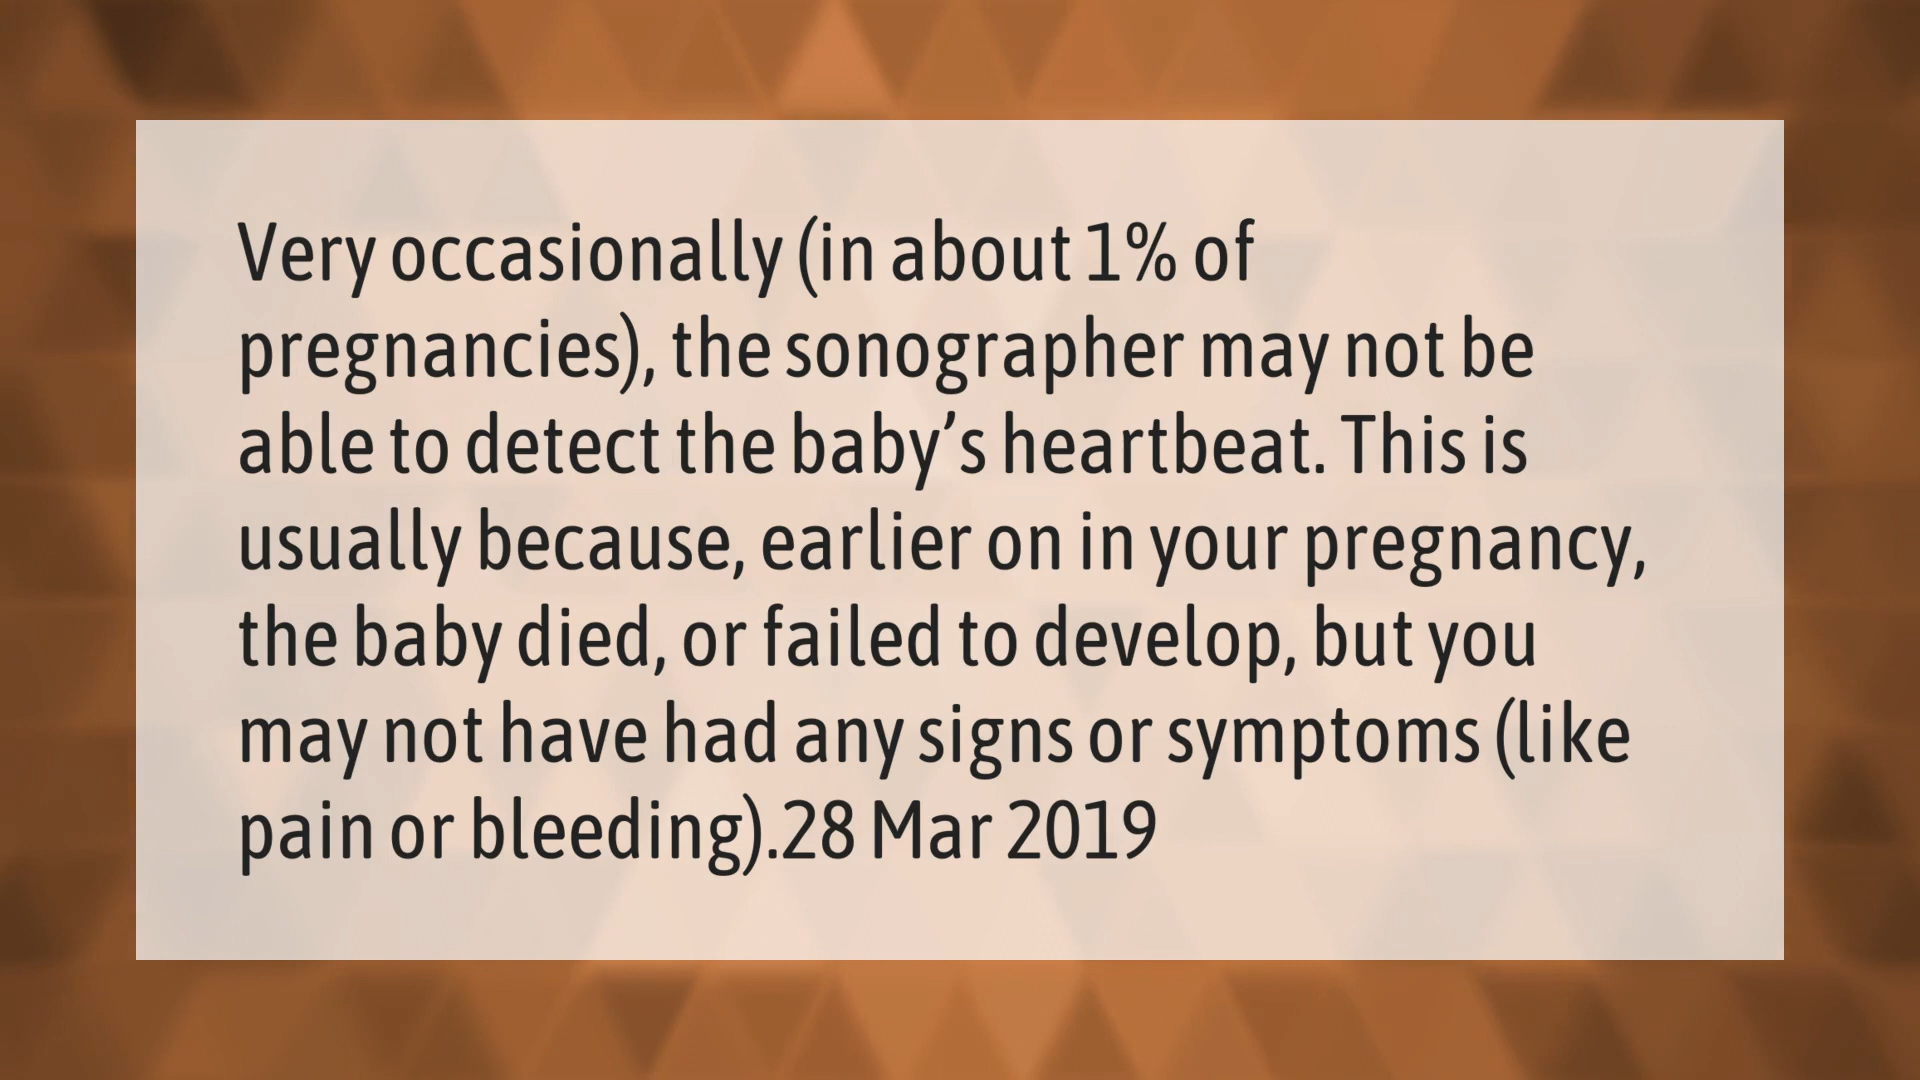 Very occasionally (in about 1% of
pregnancies), the sonographer may not be
able to detect the baby’s heartbeat. This is
usually because, earlier on in your pregnancy,
the baby died, or failed to develop, but you
may not have had any signs or symptoms (like
pain or bleeding).28 Mar 2019